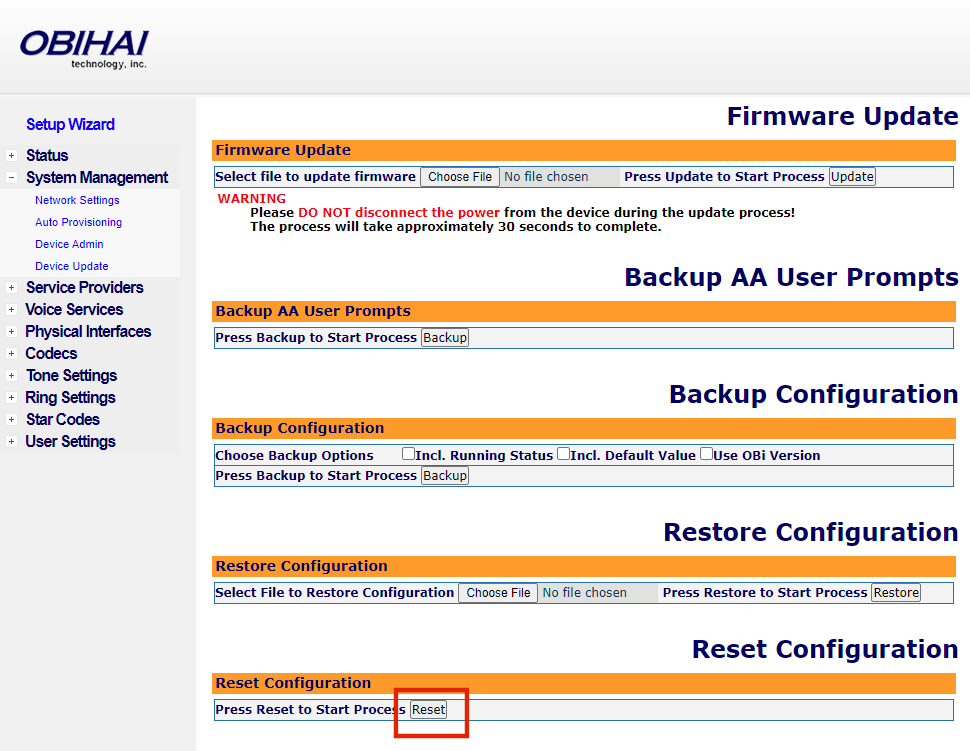 OBIHAI
technology, inc.
Setup Wizard
+ Status
− System Management
Network Settings
Auto Provisioning
Device Admin
Device Update
+ Service Providers
+ Voice Services
+ Physical Interfaces
+ Codecs
+ Tone Settings
+ Ring Settings
+ Star Codes
+ User Settings
Firmware Update
Firmware Update
Select file to update firmware Choose File No file chosen Press Update to Start Process Update
WARNING
Please DO NOT disconnect the power from the device during the update process!
The process will take approximately 30 seconds to complete.
Backup AA User Prompts
Backup AA User Prompts
Press Backup to Start Process Backup
Backup Configuration
Backup Configuration
Choose Backup Options Incl. Running Status Incl. Default Value Use OBi Version
Press Backup to Start Process Backup
Restore Configuration
Restore Configuration
Select File to Restore Configuration Choose File No file chosen Press Restore to Start Process Restore
Reset Configuration
Reset Configuration
Press Reset to Start Process Reset